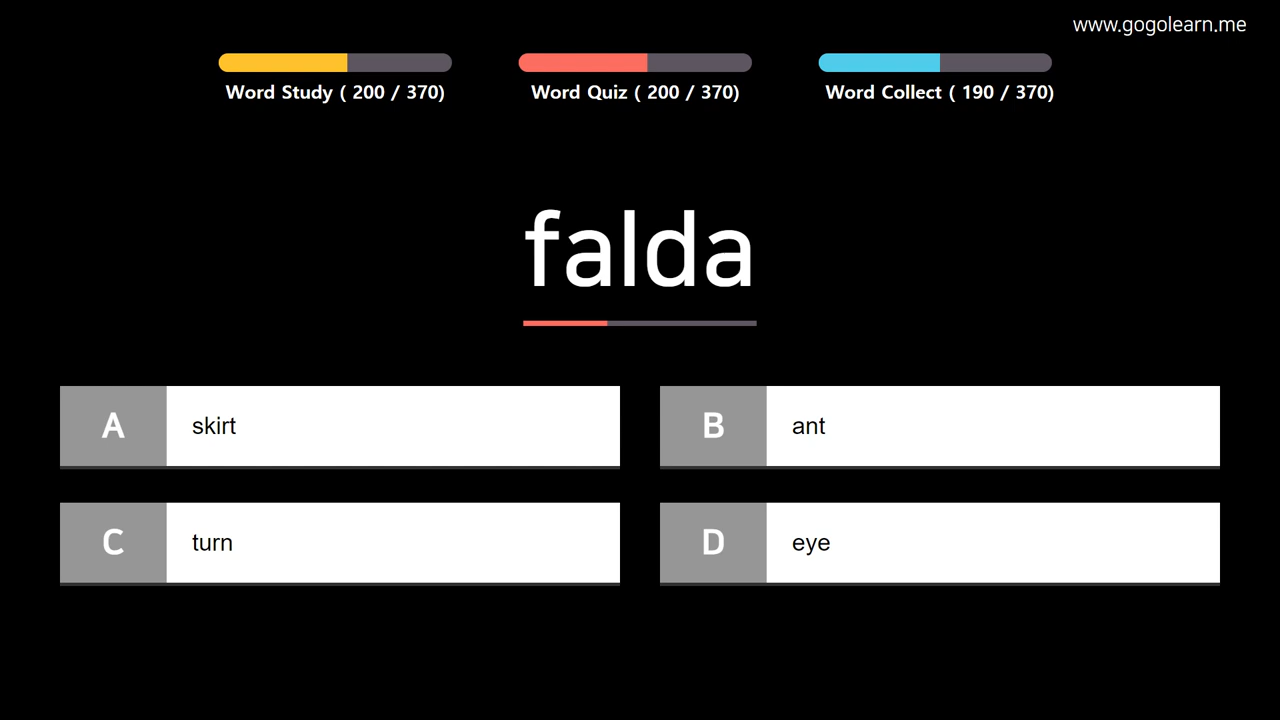 www.gogolearn.me
Word Study ( 200 / 370)
Word Quiz ( 200 / 370)
Word Collect ( 190 / 370)
falda
A skirt
B ant
C turn
D eye